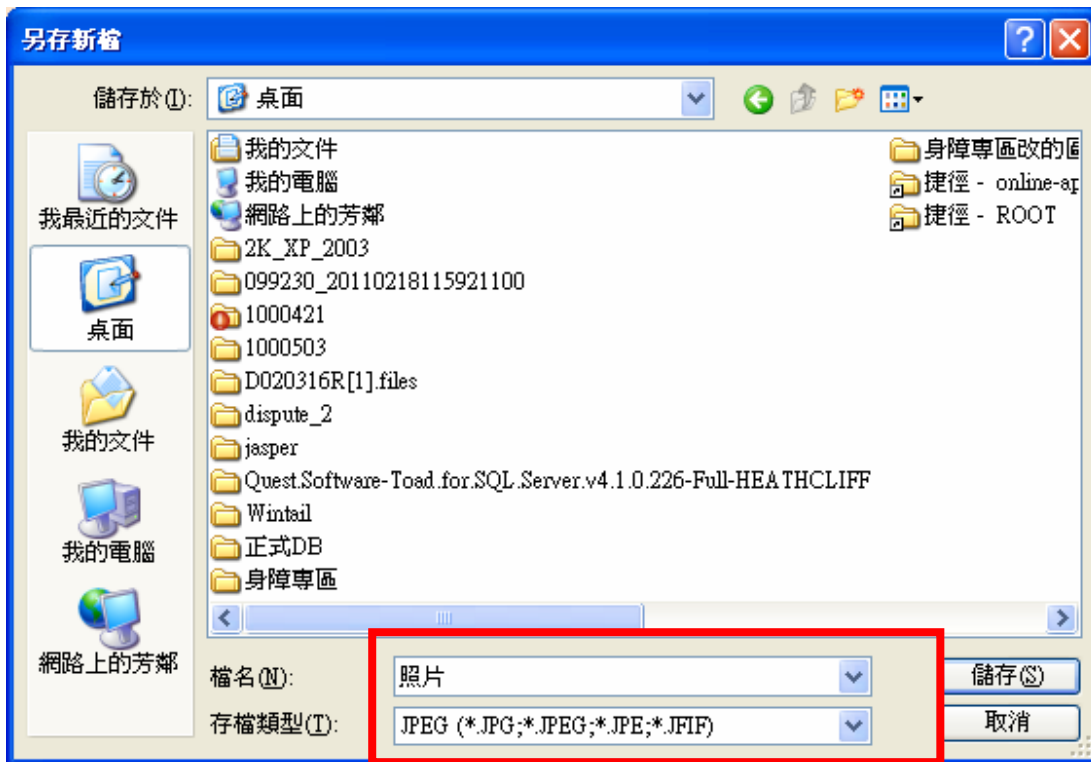 另存新檔
儲存於(I):
桌面
我最近的文件
桌面
我的文件
我的電腦
網路上的芳鄰
我的文件
我的電腦
網路上的芳鄰
2K_XP_2003
099230_20110218115921100
1000421
1000503
D020316R[1].files
dispute_2
jasper
Quest.Software-Toad.for.SQL.Server.v4.1.0.226-Full-HEATHCLIFF
Wintail
正式DB
身障專區
身障專區改的
捷徑 - online-ap
捷徑 - ROOT
檔名(N):
照片
儲存(S)
存檔類型(T):
JPEG (*.JPG;*.JPEG;*.JPE;*.JFIF)
取消